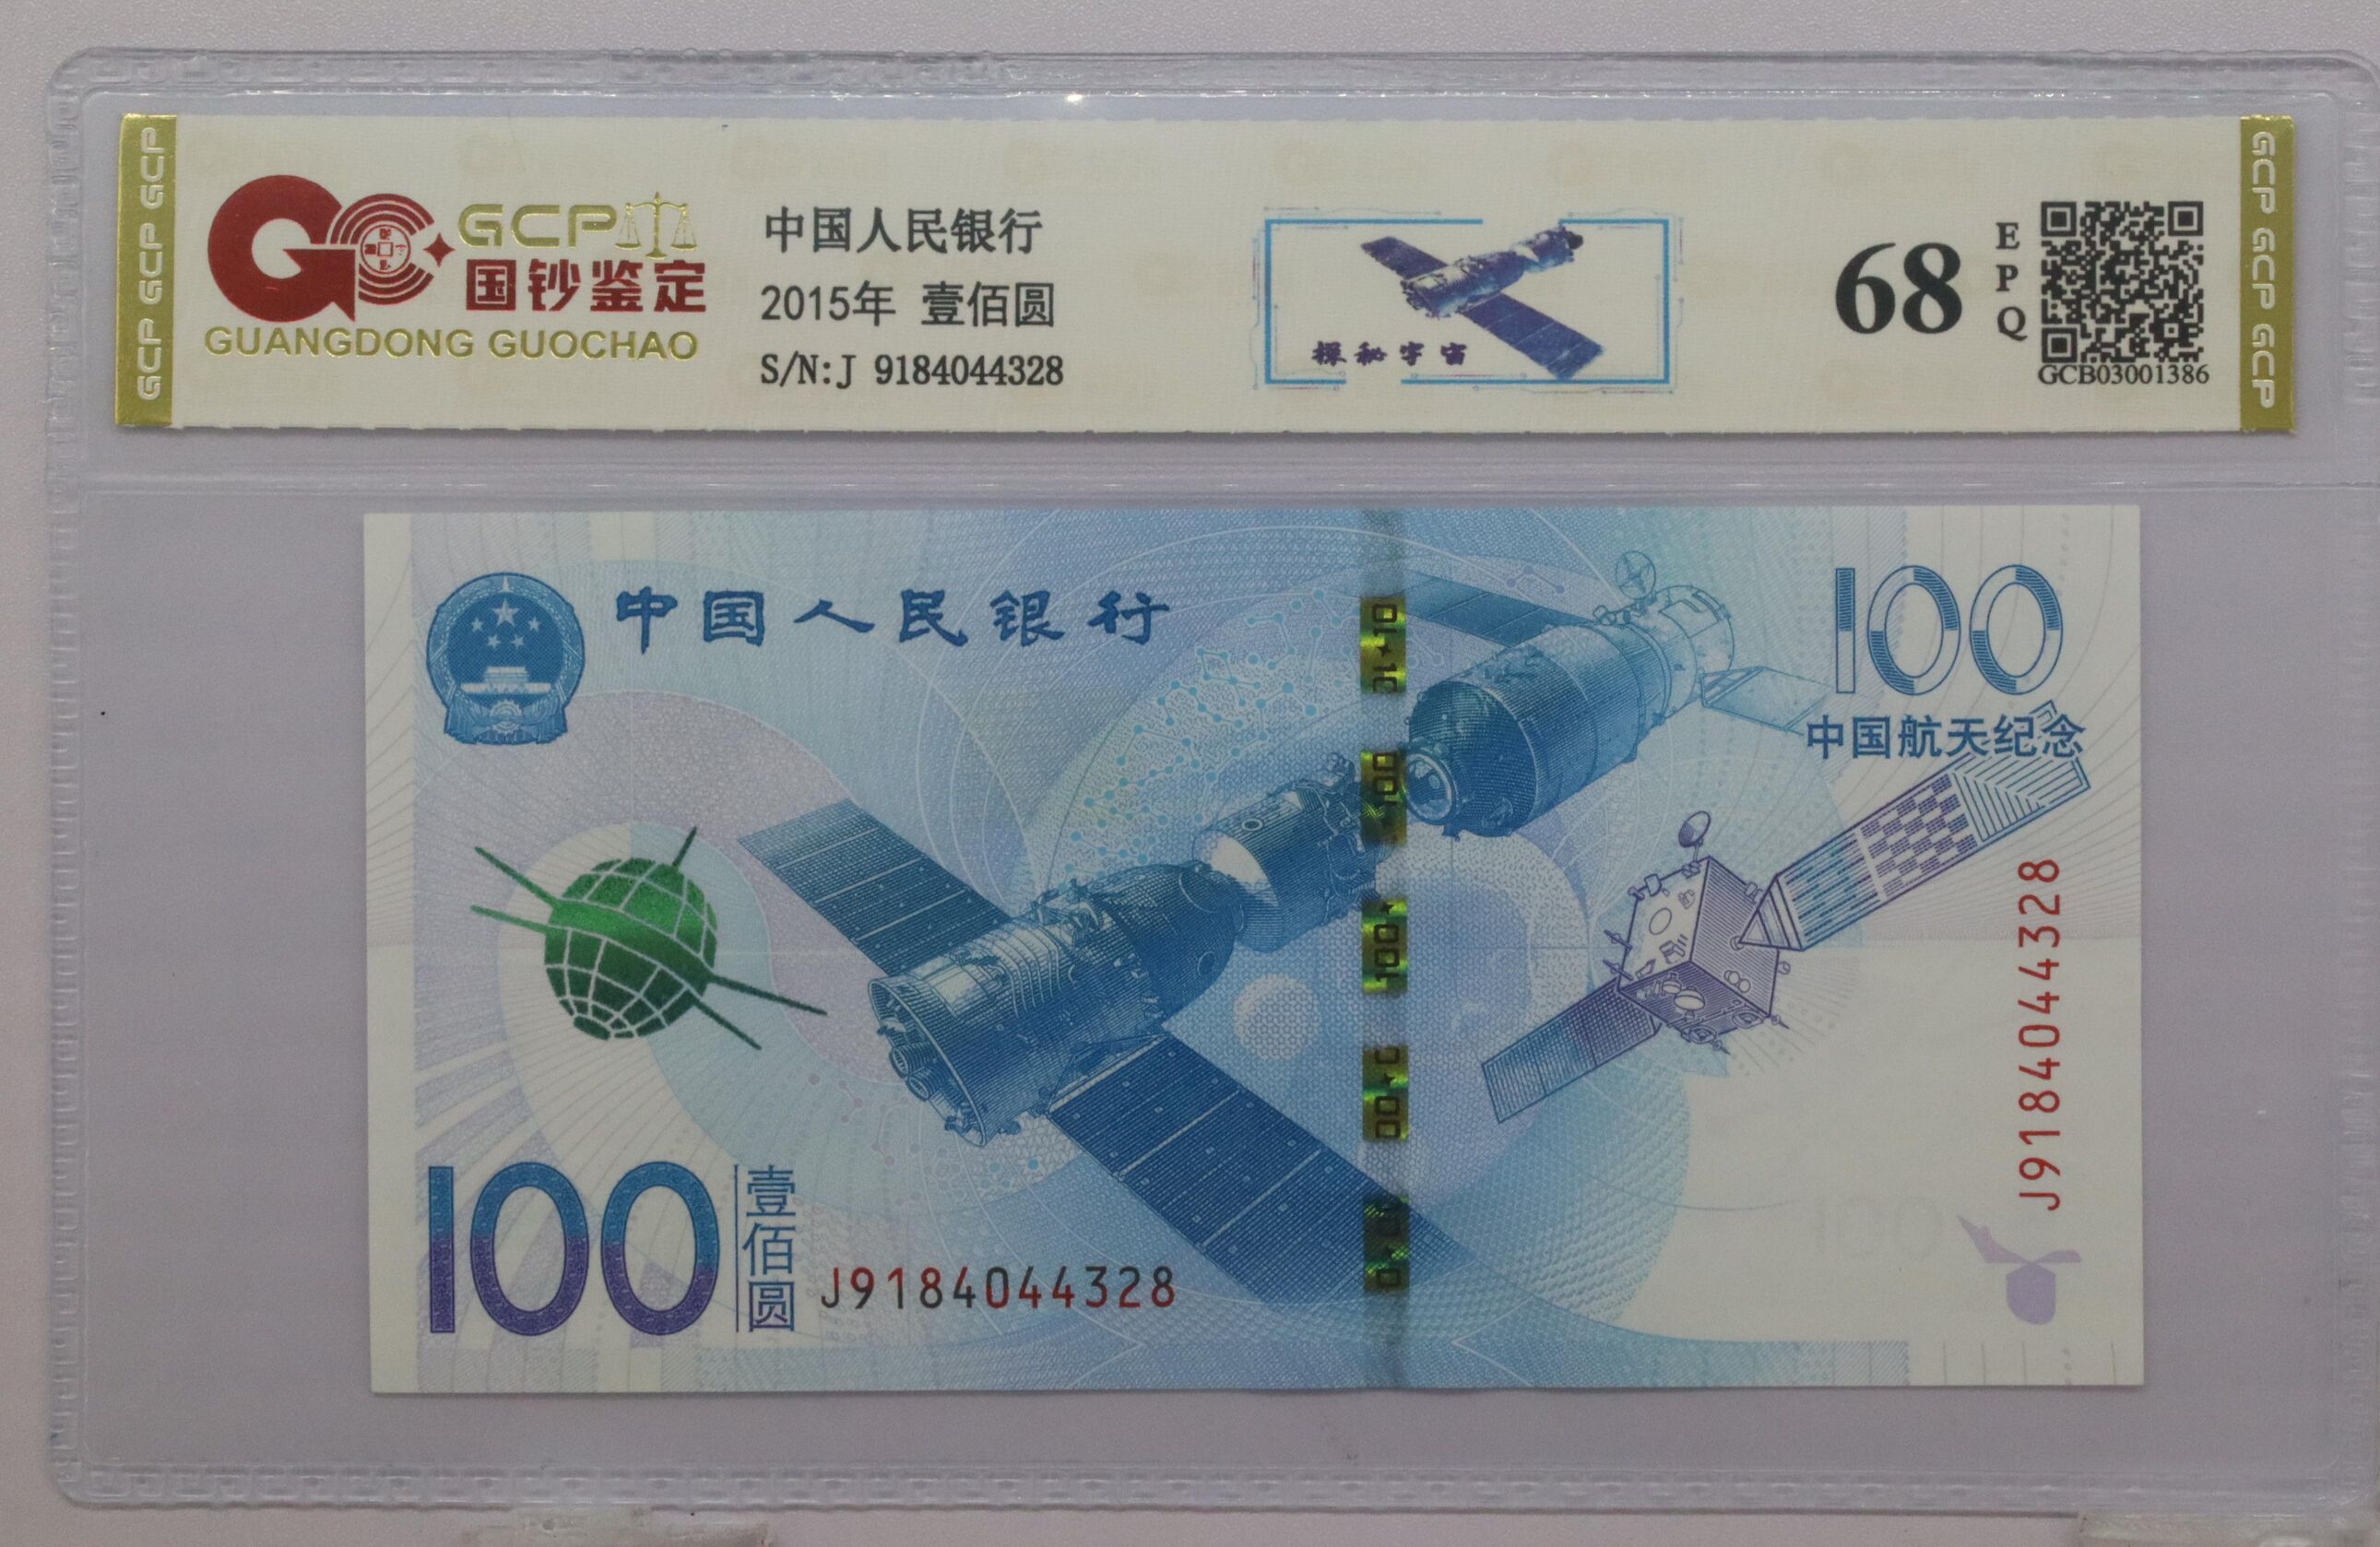 GCP GCP GCP
GCP
国钞鉴定
GUANGDONG GUOCHAO
中国人民银行
2015年 壹佰圆
S/N:J 9184044328
探秘宇宙
68
EPQ
GCB03001386
GCP GCP GCP
中国人民银行
100
中国航天纪念
J9184044328
100
壹佰圆
J9184044328